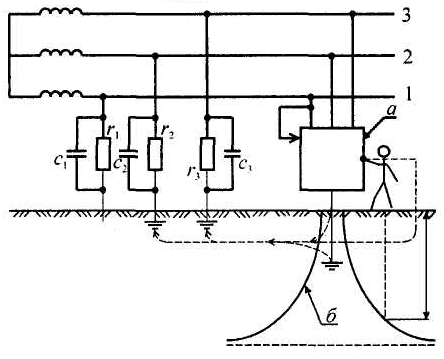 3
2
1
a
r₁
r₂
r₃
c₁
c₂
c₃
б